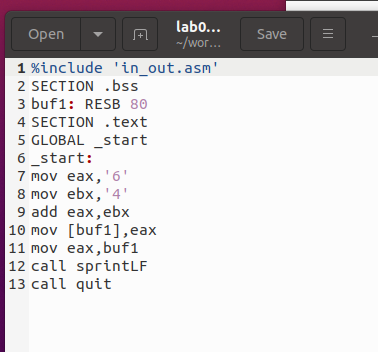 Open
lab0...
~/wor...
Save
1 %include 'in_out.asm'
2 SECTION .bss
3 buf1: RESB 80
4 SECTION .text
5 GLOBAL _start
6 _start:
7 mov eax,'6'
8 mov ebx,'4'
9 add eax,ebx
10 mov [buf1],eax
11 mov eax,buf1
12 call sprintLF
13 call quit